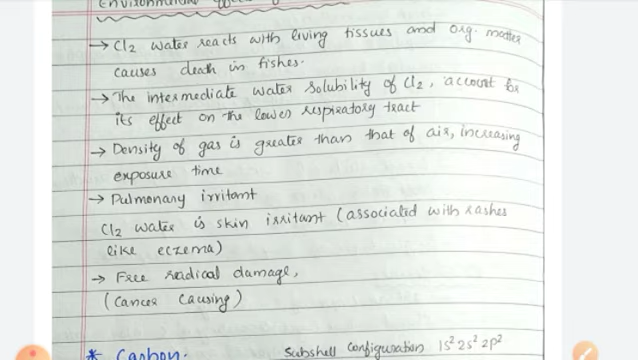 Environmental effect of
→ Cl2 water reacts with living tissues and org. matter
causes death in fishes.
→ The intermediate water solubility of Cl2, account for
its effect on the lower respiratory tract
→ Density of gas is greater than that of air, increasing
exposure time
→ Pulmonary irritant
Cl2 water is skin irritant (associated with rashes
like eczema)
→ Free radical damage,
(cancer causing)
* Carbon. Subshell configuration 1s² 2s² 2p²